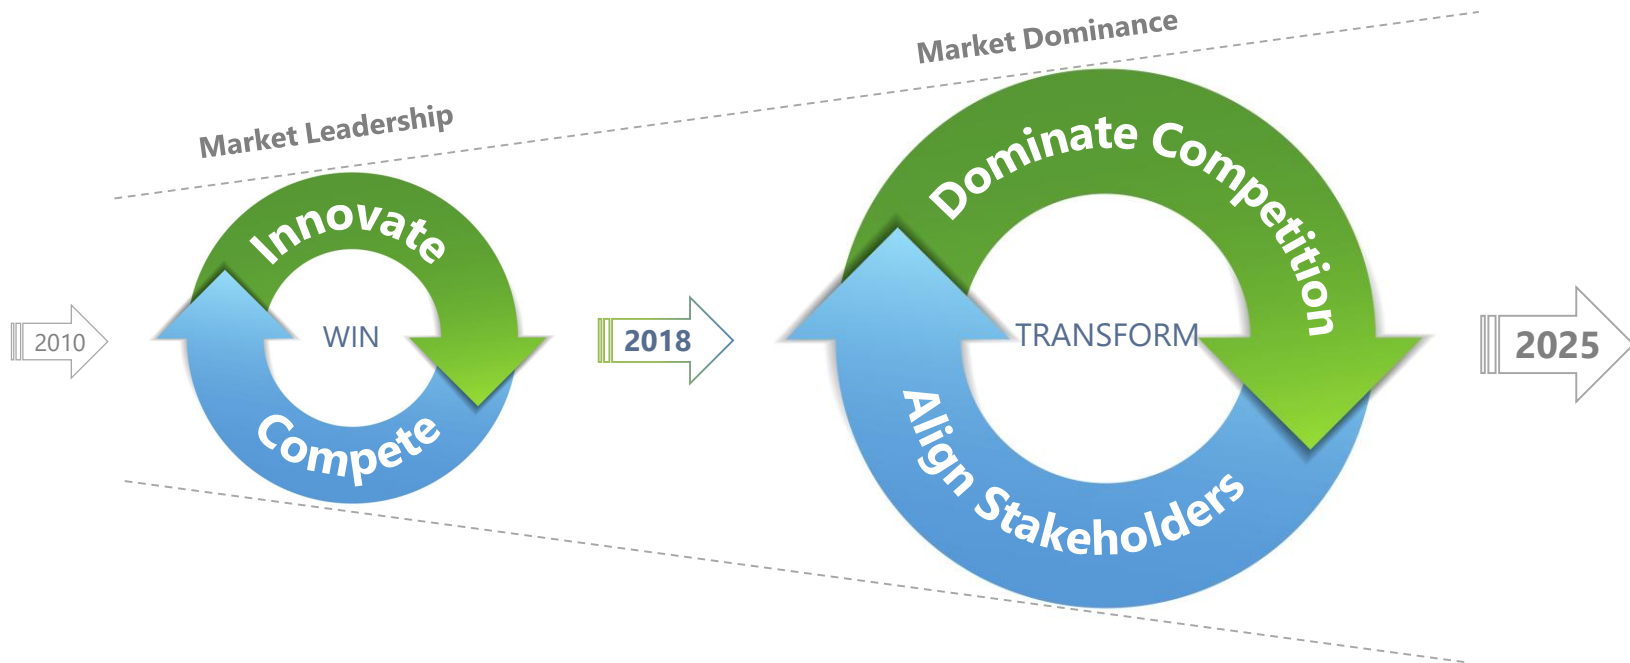 Market Leadership
Market Dominance
2010
Innovate
WIN
Compete
2018
Dominate Competition
TRANSFORM
Align Stakeholders
2025